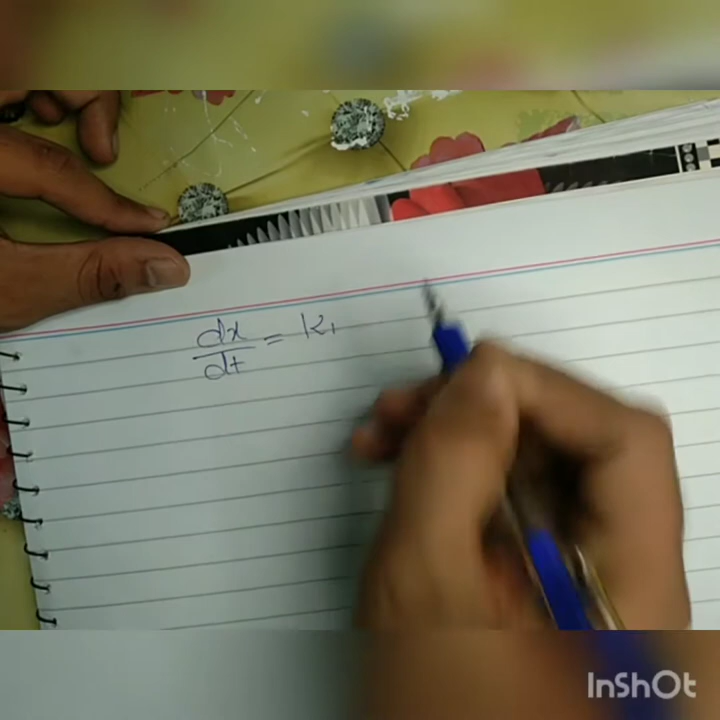 dx/dt = K₁
InShOt